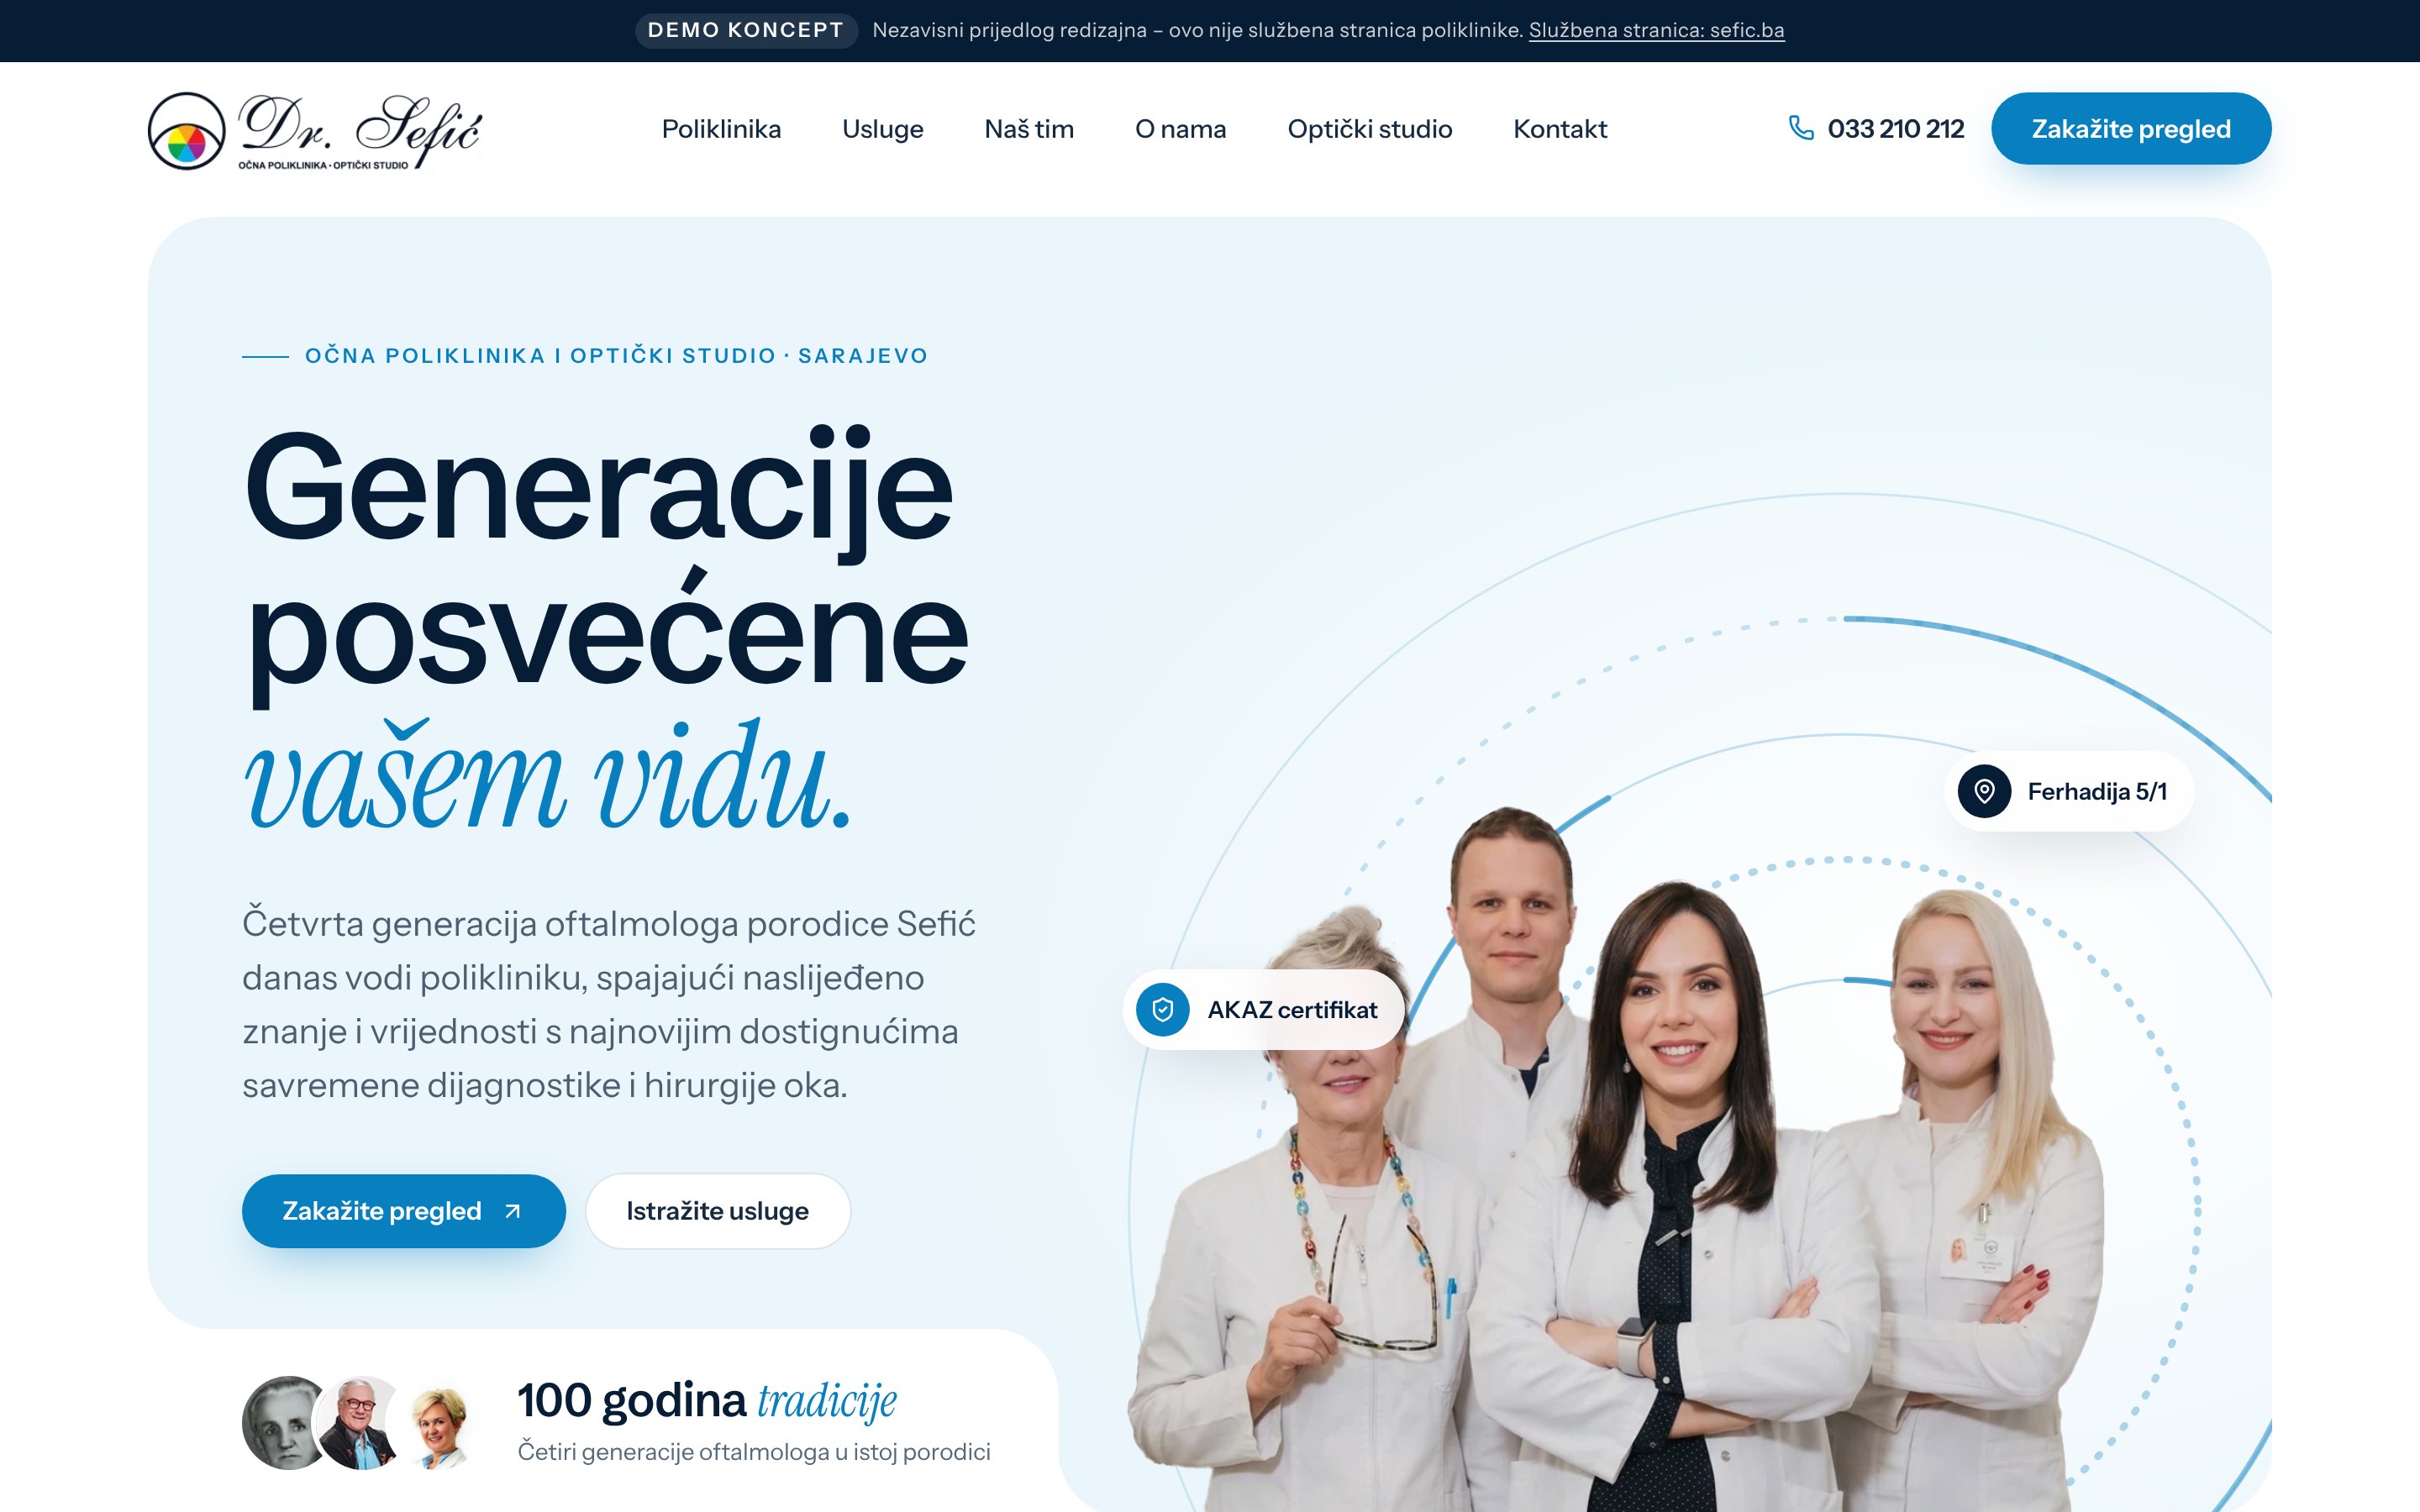 DEMO KONCEPT Nezavisni prijedlog redizajna – ovo nije službena stranica poliklinike. Službena stranica: sefic.ba
Dr. Sefić
OČNA POLIKLINIKA · OPTIČKI STUDIO
Poliklinika Usluge Naš tim O nama Optički studio Kontakt
033 210 212
Zakažite pregled
OČNA POLIKLINIKA I OPTIČKI STUDIO · SARAJEVO
Generacije
posvećene
vašem vidu.
Četvrta generacija oftalmologa porodice Sefić
danas vodi polikliniku, spajajući naslijeđeno
znanje i vrijednosti s najnovijim dostignućima
savremene dijagnostike i hirurgije oka.
Zakažite pregled
Istražite usluge
100 godina tradicije
Četiri generacije oftalmologa u istoj porodici
Ferhadija 5/1
AKAZ certifikat